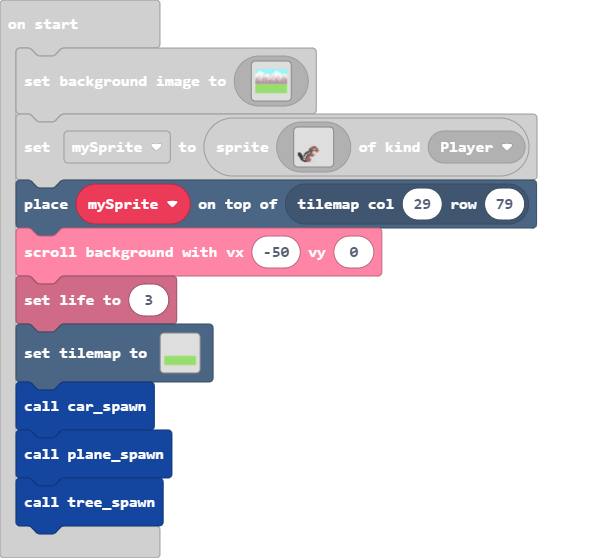 on start
set background image to
set mySprite to sprite of kind Player
place mySprite on top of tilemap col 29 row 79
scroll background with vx -50 vy 0
set life to 3
set tilemap to
call car_spawn
call plane_spawn
call tree_spawn